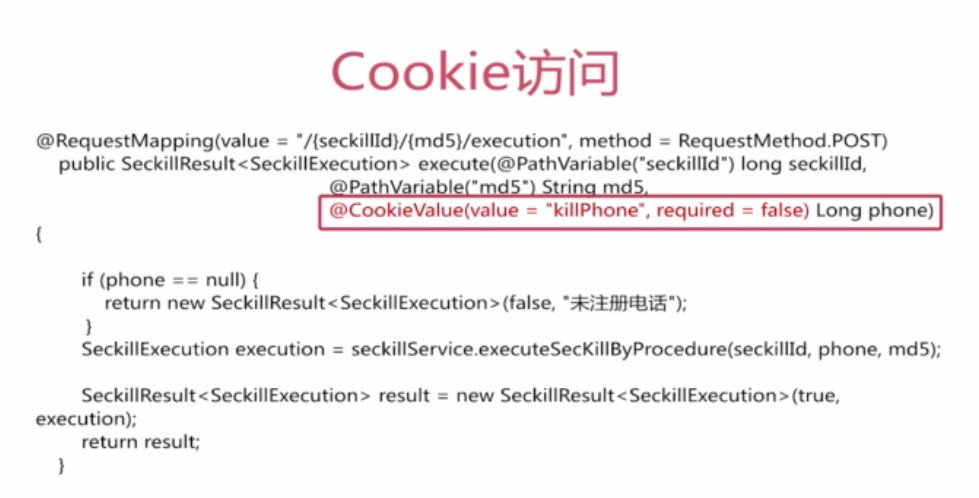 Cookie访问
@RequestMapping(value = "/{seckillId}/{md5}/execution", method = RequestMethod.POST)
public SeckillResult<SeckillExecution> execute(@PathVariable("seckillId") long seckillId,
@PathVariable("md5") String md5,
@CookieValue(value = "killPhone", required = false) Long phone)
{
if (phone == null) {
return new SeckillResult<SeckillExecution>(false, "未注册电话");
}
SeckillExecution execution = seckillService.executeSecKillByProcedure(seckillId, phone, md5);
SeckillResult<SeckillExecution> result = new SeckillResult<SeckillExecution>(true,
execution);
return result;
}